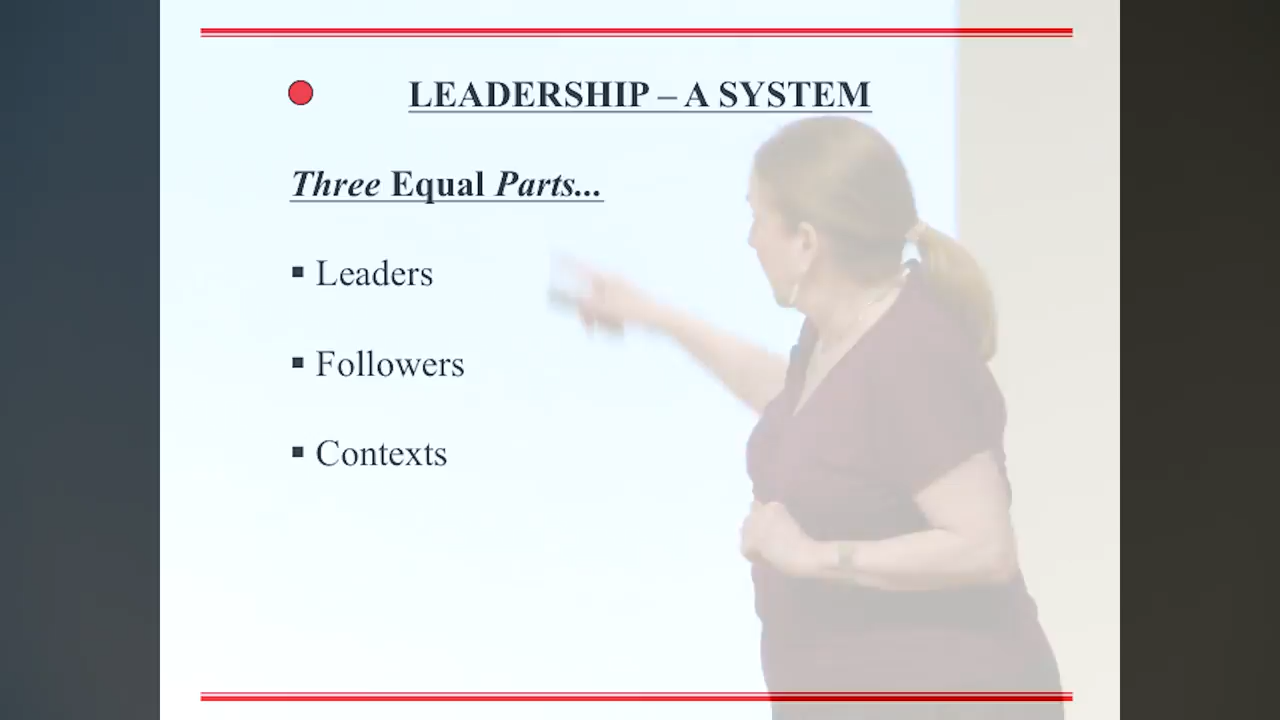 LEADERSHIP – A SYSTEM
Three Equal Parts...
▪ Leaders
▪ Followers
▪ Contexts